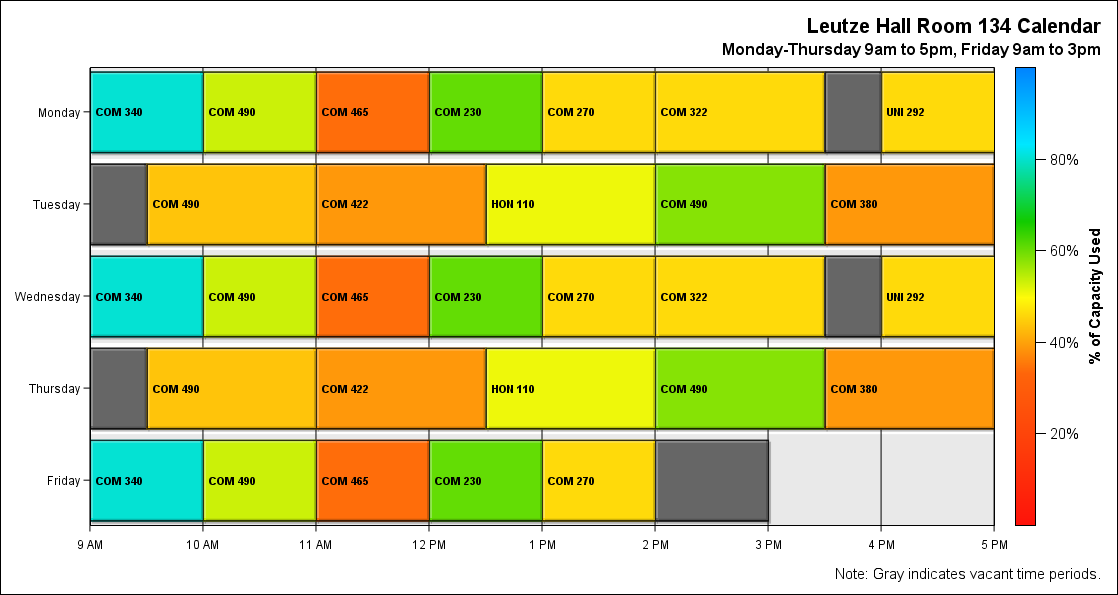 Leutze Hall Room 134 Calendar
Monday-Thursday 9am to 5pm, Friday 9am to 3pm
Monday COM 340 COM 490 COM 465 COM 230 COM 270 COM 322 UNI 292
80%
Tuesday COM 490 COM 422 HON 110 COM 490 COM 380
60%
Wednesday COM 340 COM 490 COM 465 COM 230 COM 270 COM 322 UNI 292
% of Capacity Used
40%
Thursday COM 490 COM 422 HON 110 COM 490 COM 380
20%
Friday COM 340 COM 490 COM 465 COM 230 COM 270
9 AM 10 AM 11 AM 12 PM 1 PM 2 PM 3 PM 4 PM 5 PM
Note: Gray indicates vacant time periods.